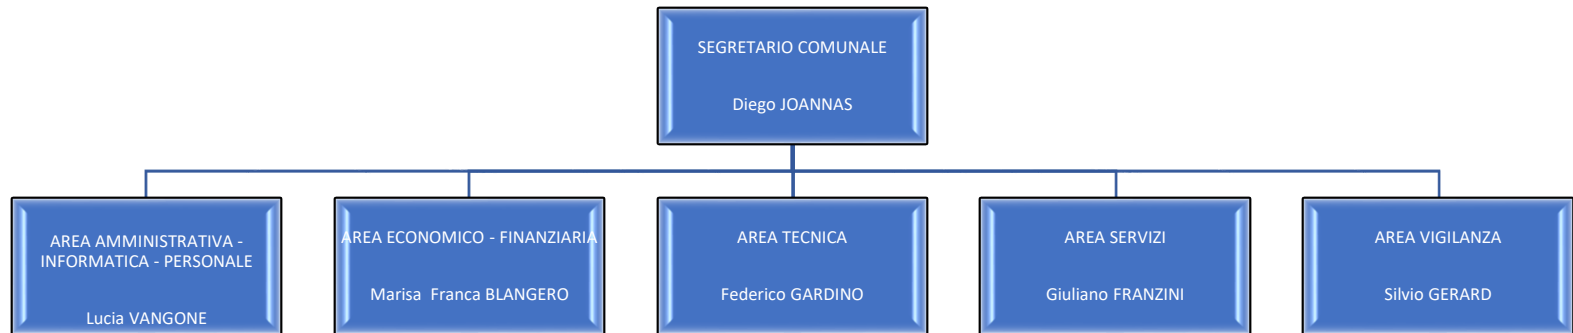 SEGRETARIO COMUNALE
Diego JOANNAS
AREA AMMINISTRATIVA -
INFORMATICA - PERSONALE
Lucia VANGONE
AREA ECONOMICO - FINANZIARIA
Marisa  Franca BLANGERO
AREA TECNICA
Federico GARDINO
AREA SERVIZI
Giuliano FRANZINI
AREA VIGILANZA
Silvio GERARD